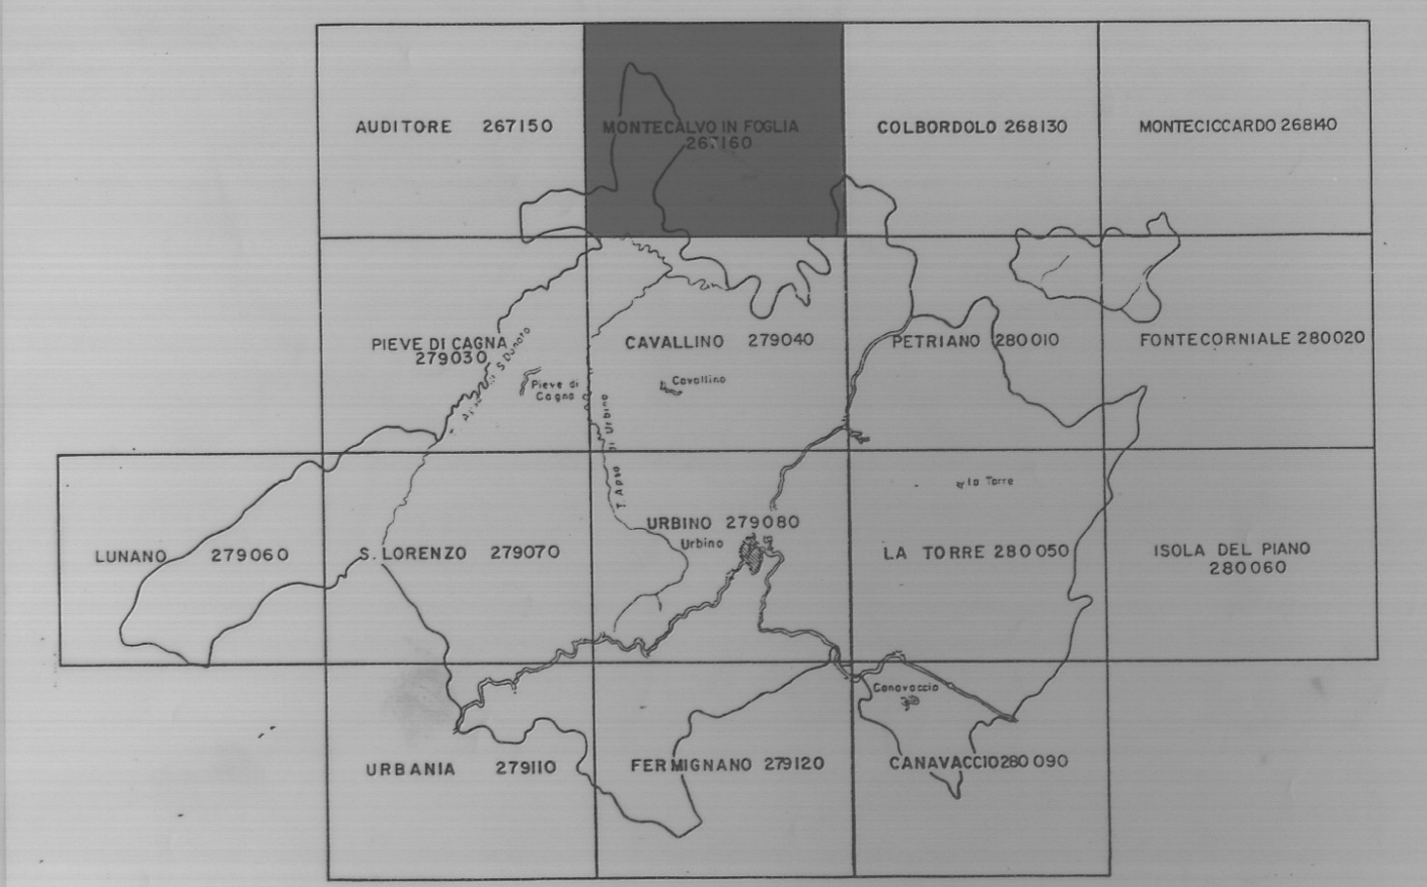 AUDITORE 267150
MONTECALVO IN FOGLIA
267160
COLBORDOLO 268130
MONTECICCARDO 268140
PIEVE DI CAGNA
279030
S. Donato
Pieve di
Cagna
CAVALLINO 279040
Cavallino
PETRIANO 280010
FONTECORNIALE 280020
T. Apsa di Urbino
LUNANO 279060
S. LORENZO 279070
URBINO 279080
Urbino
la Torre
LA TORRE 280050
ISOLA DEL PIANO
280060
URBANIA 279110
FERMIGNANO 279120
Canavaccio
CANAVACCIO 280090